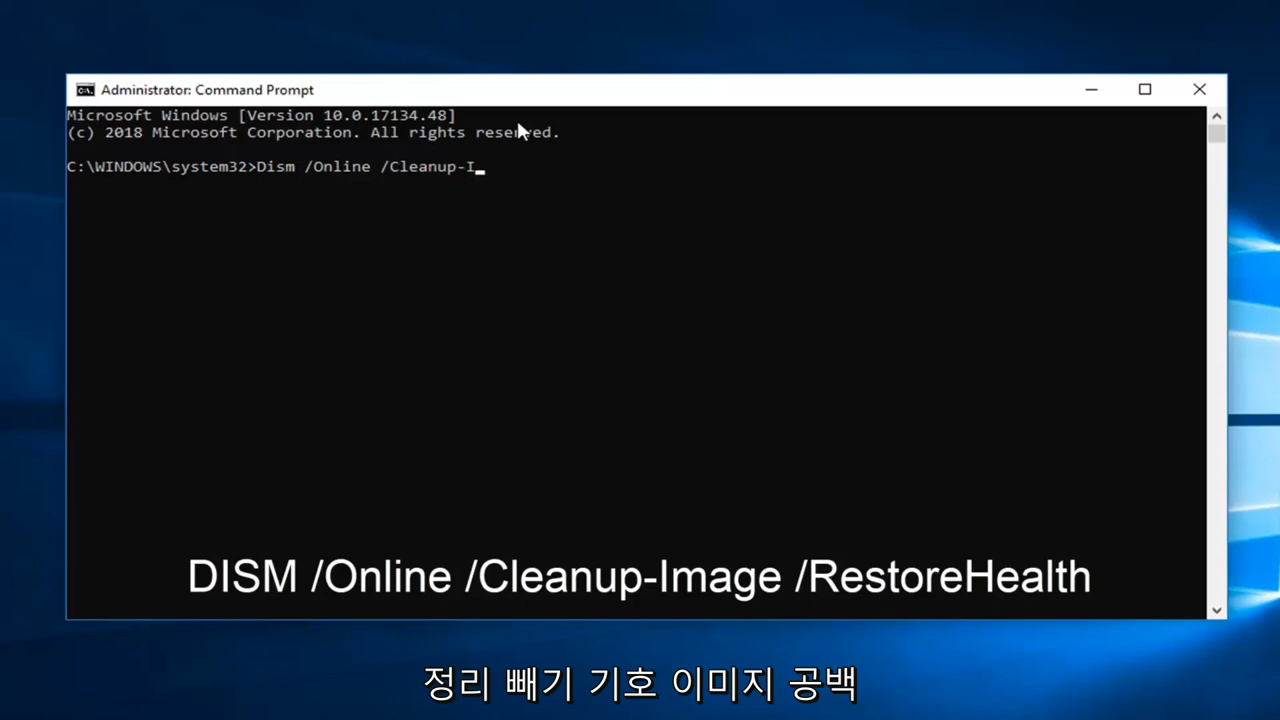 Administrator: Command Prompt
Microsoft Windows [Version 10.0.17134.48]
(c) 2018 Microsoft Corporation. All rights reserved.
C:\WINDOWS\system32>Dism /Online /Cleanup-I_
DISM /Online /Cleanup-Image /RestoreHealth
정리 빼기 기호 이미지 공백